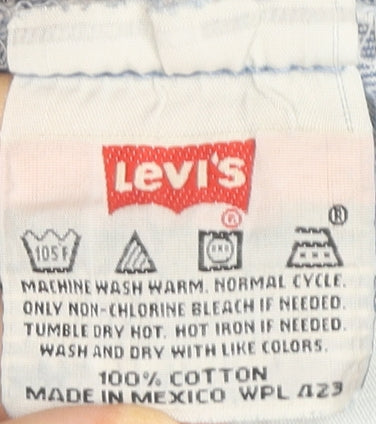 Levi's
®
®
105°F
MACHINE WASH WARM. NORMAL CYCLE.
ONLY NON-CHLORINE BLEACH IF NEEDED.
TUMBLE DRY HOT. HOT IRON IF NEEDED.
WASH AND DRY WITH LIKE COLORS.
100% COTTON
MADE IN MEXICO WPL 423